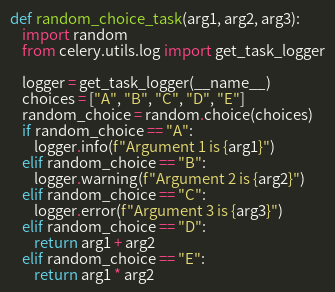 def random_choice_task(arg1, arg2, arg3):
    import random
    from celery.utils.log import get_task_logger

    logger = get_task_logger(__name__)
    choices = ["A", "B", "C", "D", "E"]
    random_choice = random.choice(choices)
    if random_choice == "A":
        logger.info(f"Argument 1 is {arg1}")
    elif random_choice == "B":
        logger.warning(f"Argument 2 is {arg2}")
    elif random_choice == "C":
        logger.error(f"Argument 3 is {arg3}")
    elif random_choice == "D":
        return arg1 + arg2
    elif random_choice == "E":
        return arg1 * arg2